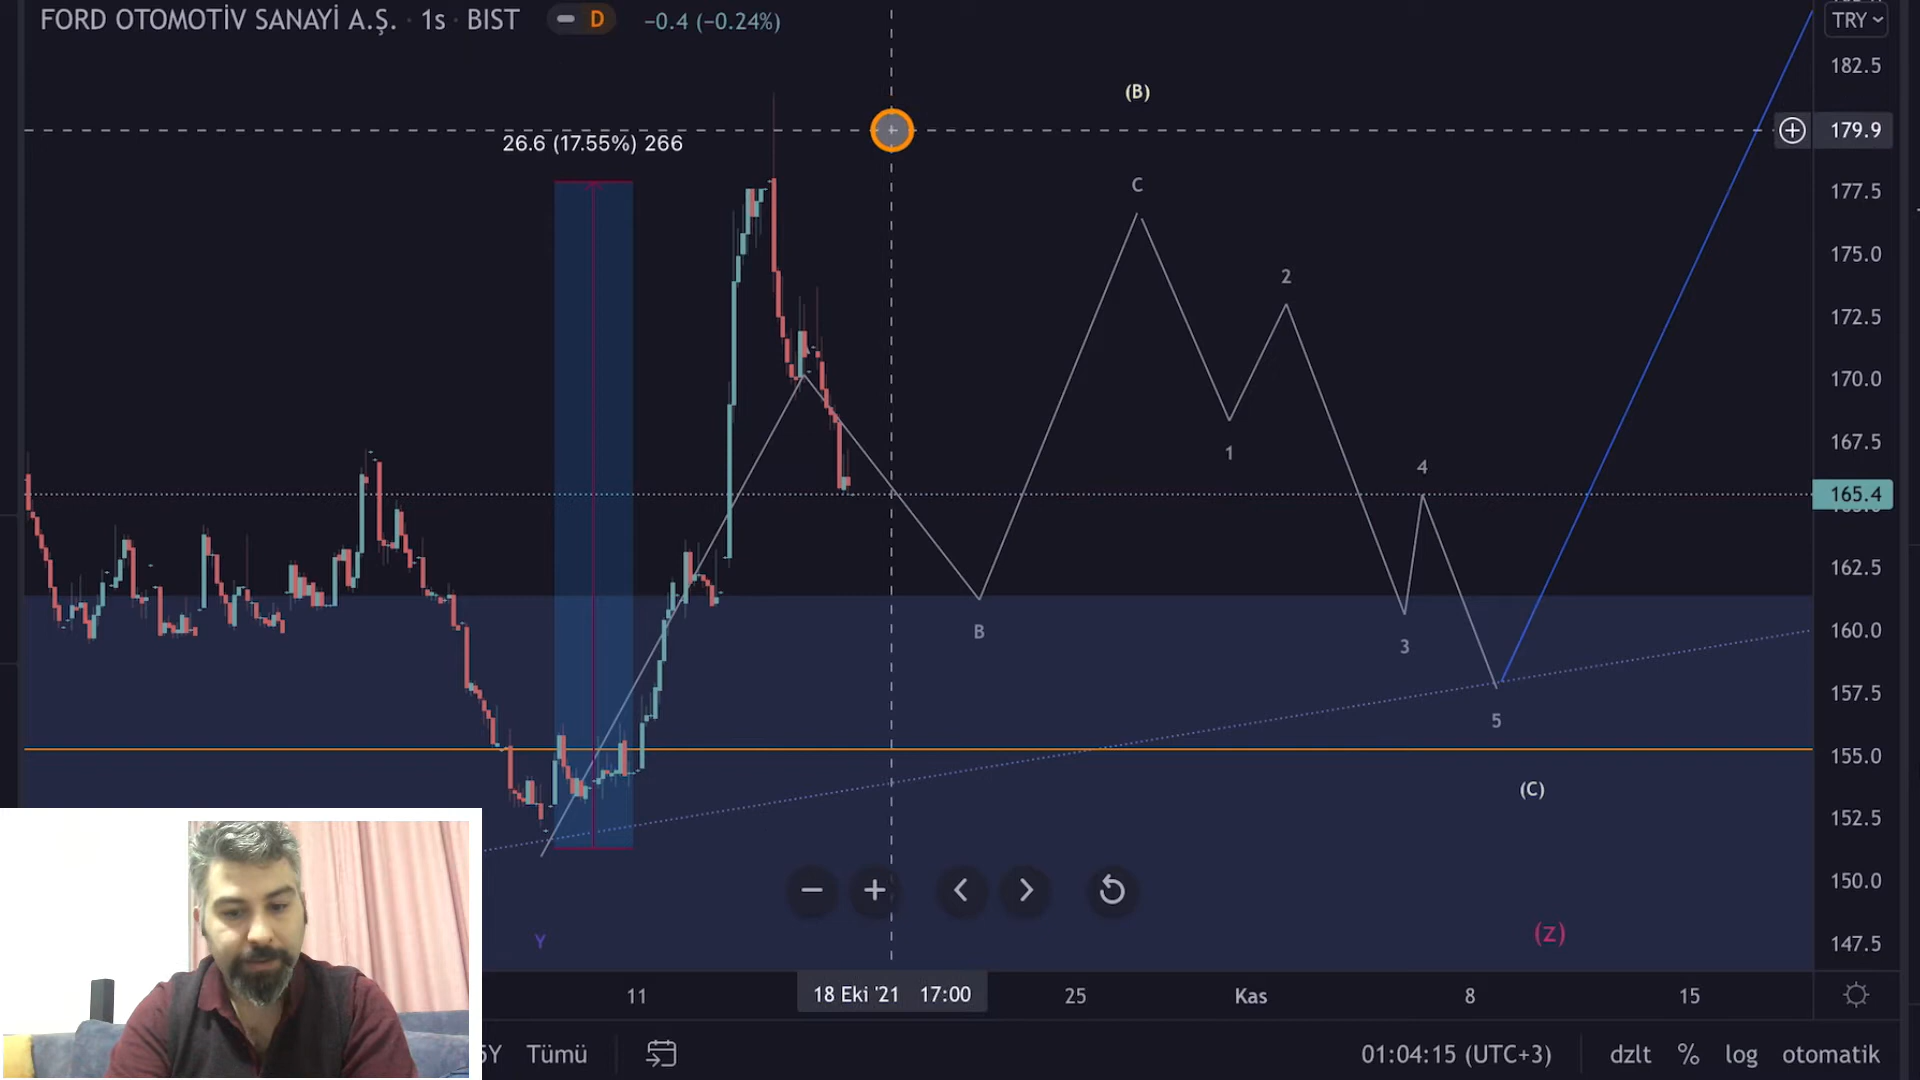 FORD OTOMOTİV SANAYİ A.Ş. · 1s · BIST D −0.4 (−0.24%)
TRY
182.5
(B)
179.9
26.6 (17.55%) 266
C
177.5
175.0
2
172.5
170.0
1
167.5
4
165.4
162.5
B
160.0
3
157.5
5
155.0
(C)
152.5
150.0
Y
(Z)
147.5
11
18 Eki '21 17:00
25
Kas
8
15
5Y Tümü
01:04:15 (UTC+3)
dzlt % log otomatik